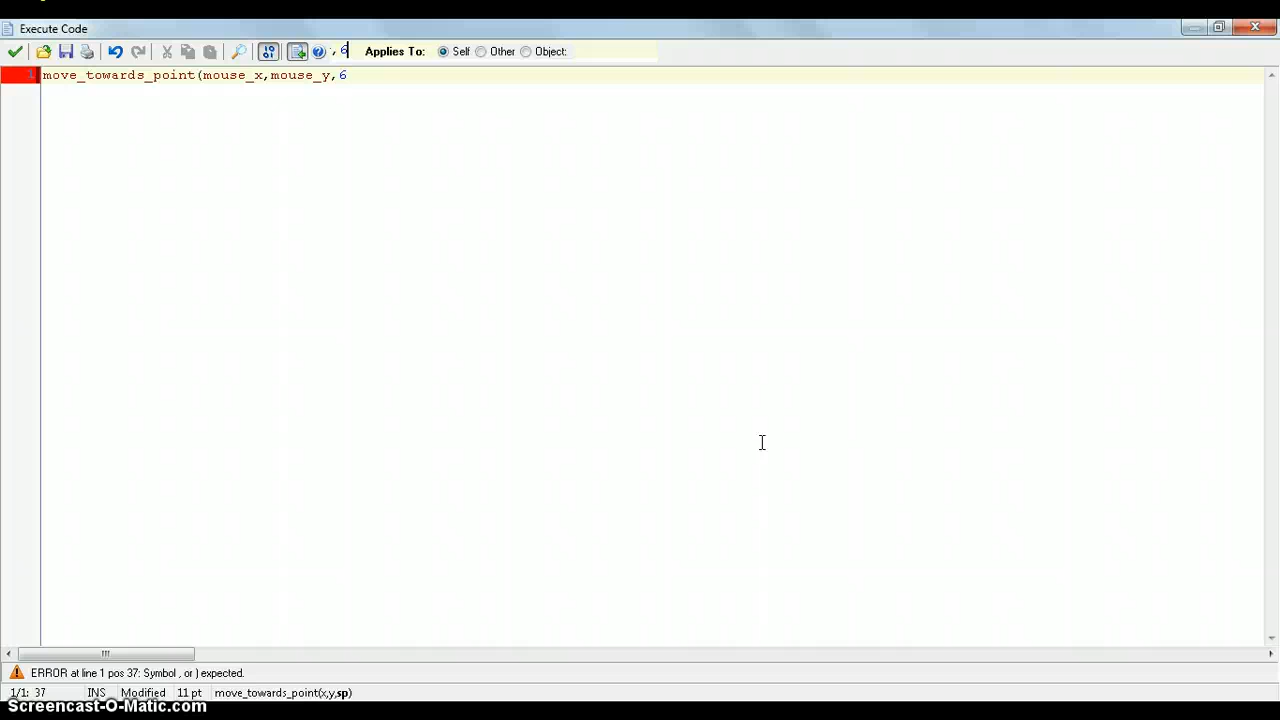 Execute Code
, 6 Applies To: Self Other Object:
1 move_towards_point(mouse_x,mouse_y,6
ERROR at line 1 pos 37: Symbol , or ) expected.
1/1: 37 INS Modified 11 pt move_towards_point(x,y,sp)
Screencast-O-Matic.com